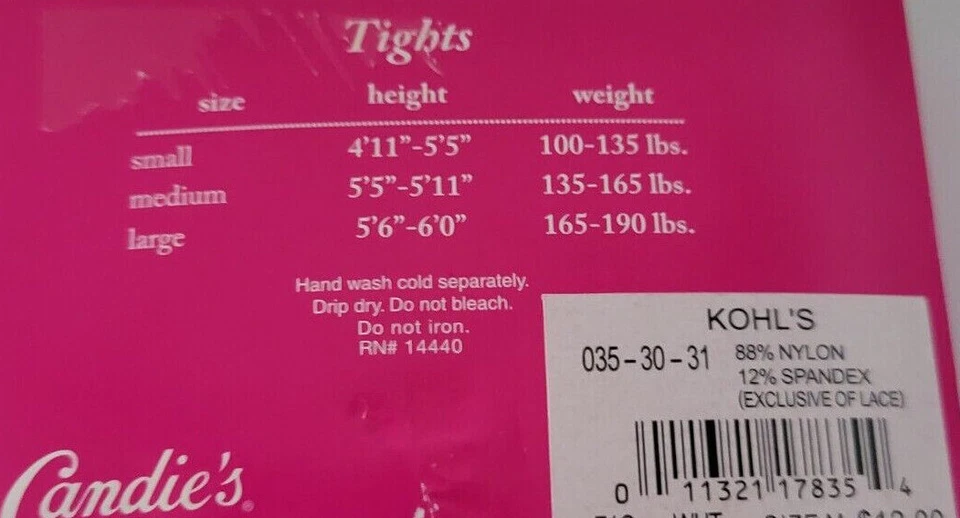 Tights
size height weight
small 4'11"-5'5" 100-135 lbs.
medium 5'5"-5'11" 135-165 lbs.
large 5'6"-6'0" 165-190 lbs.
Hand wash cold separately.
Drip dry. Do not bleach.
Do not iron.
RN# 14440
KOHL'S
035-30-31 88% NYLON
12% SPANDEX
(EXCLUSIVE OF LACE)
0 11321 17835 4
Candie's®